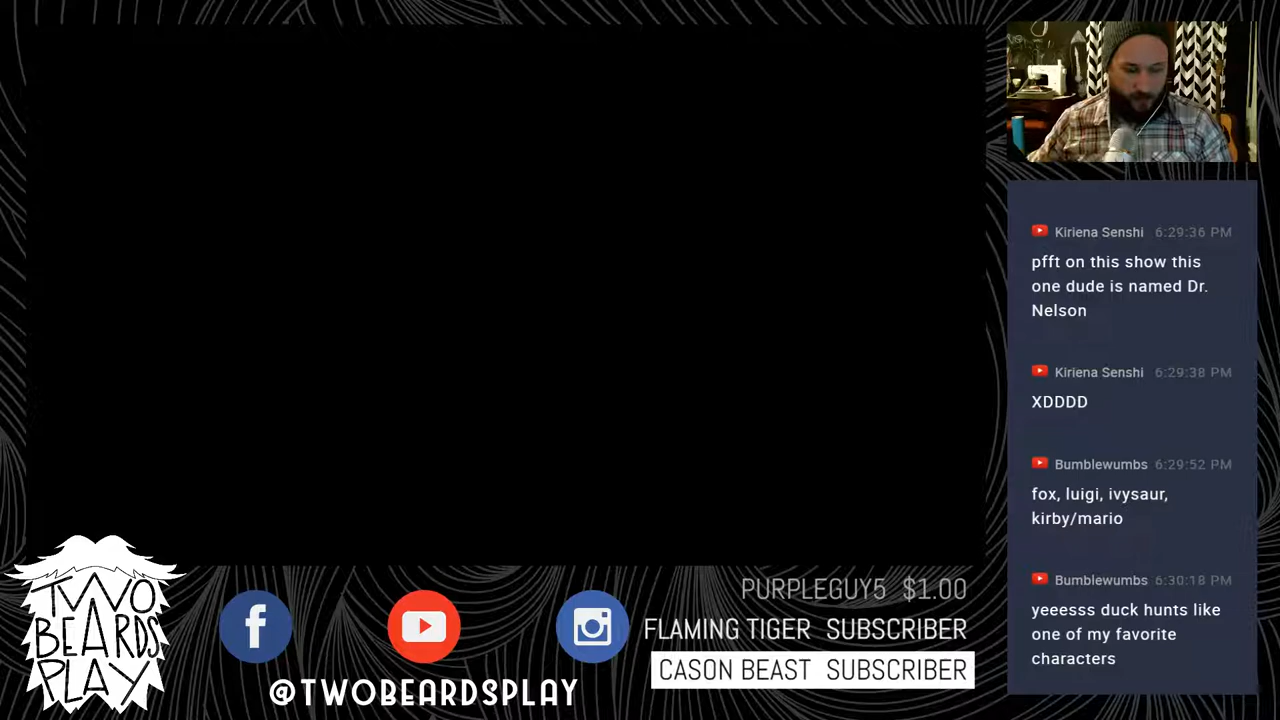 Kiriena Senshi 6:29:36 PM
pfft on this show this
one dude is named Dr.
Nelson
Kiriena Senshi 6:29:38 PM
XDDDD
Bumblewumbs 6:29:52 PM
fox, luigi, ivysaur,
kirby/mario
Bumblewumbs 6:30:18 PM
yeeesss duck hunts like
one of my favorite
characters
TWO
BEARDS
PLAY
f
@TWOBEARDSPLAY
PURPLEGUY5 $1.00
FLAMING TIGER SUBSCRIBER
CASON BEAST SUBSCRIBER